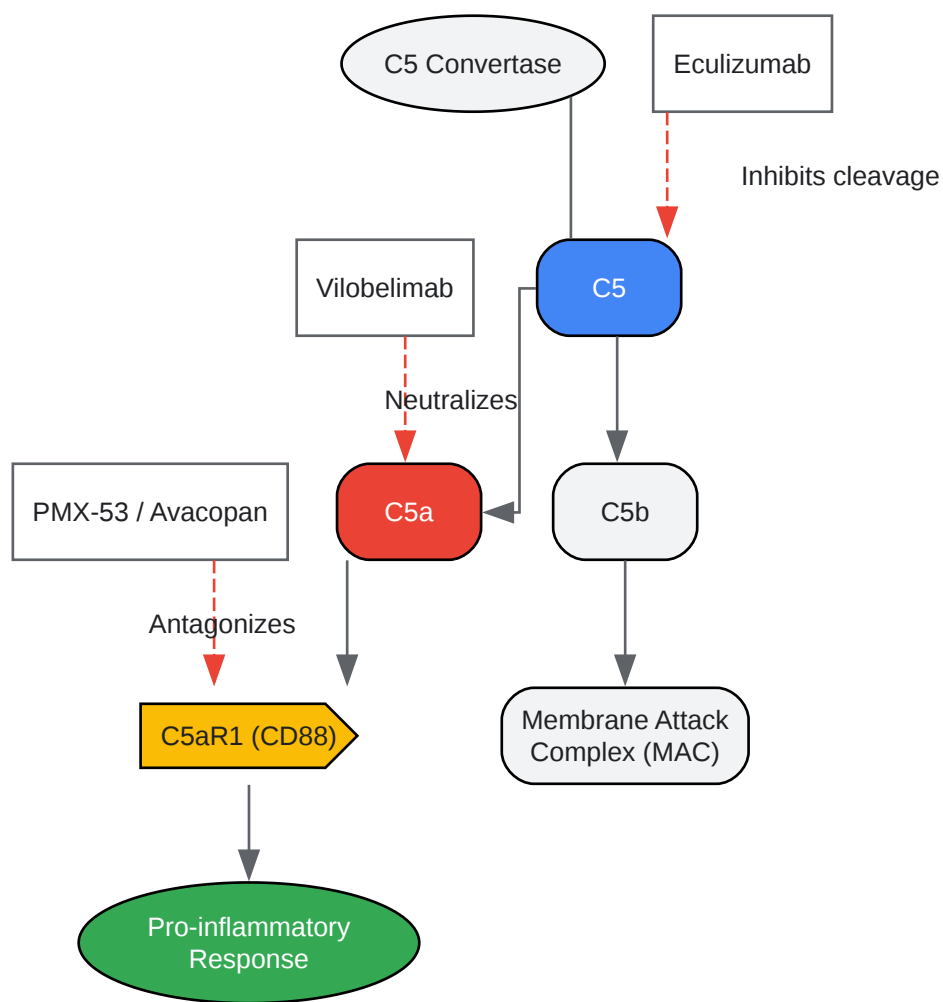 C5 Convertase
Eculizumab
Inhibits cleavage
Vilobelimab
C5
Neutralizes
PMX-53 / Avacopan
C5a
C5b
Antagonizes
C5aR1 (CD88)
Membrane Attack
Complex (MAC)
Pro-inflammatory
Response